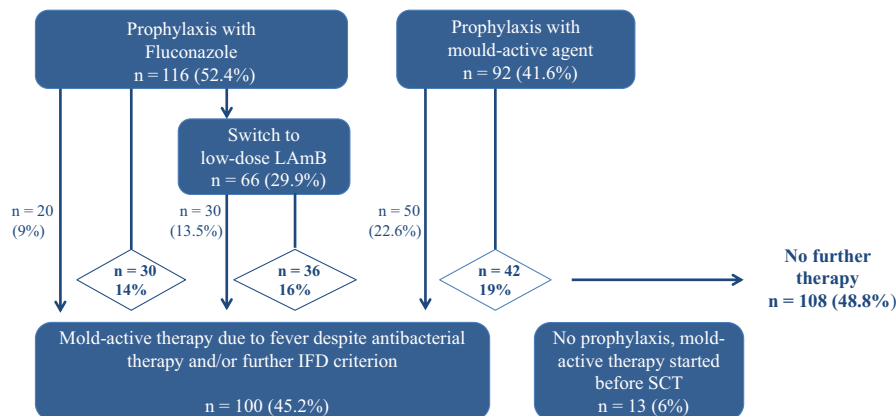 Prophylaxis with
Fluconazole
n = 116 (52.4%)
Prophylaxis with
mould-active agent
n = 92 (41.6%)
Switch to
low-dose LAmB
n = 66 (29.9%)
n = 20
(9%)
n = 30
(13.5%)
n = 50
(22.6%)
n = 30
14%
n = 36
16%
n = 42
19%
No further
therapy
n = 108 (48.8%)
Mold-active therapy due to fever despite antibacterial
therapy and/or further IFD criterion
n = 100 (45.2%)
No prophylaxis, mold-
active therapy started
before SCT
n = 13 (6%)